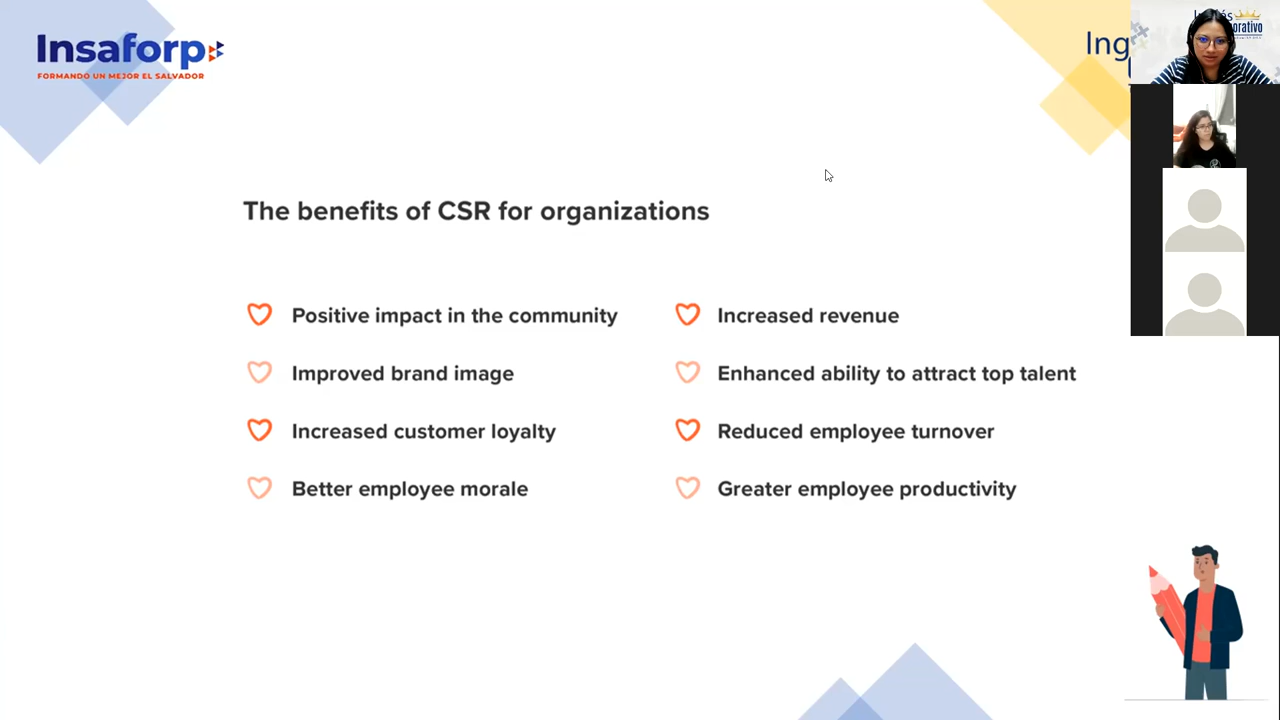 Insaforp
FORMANDO UN MEJOR EL SALVADOR
Ing
The benefits of CSR for organizations
Positive impact in the community
Improved brand image
Increased customer loyalty
Better employee morale
Increased revenue
Enhanced ability to attract top talent
Reduced employee turnover
Greater employee productivity